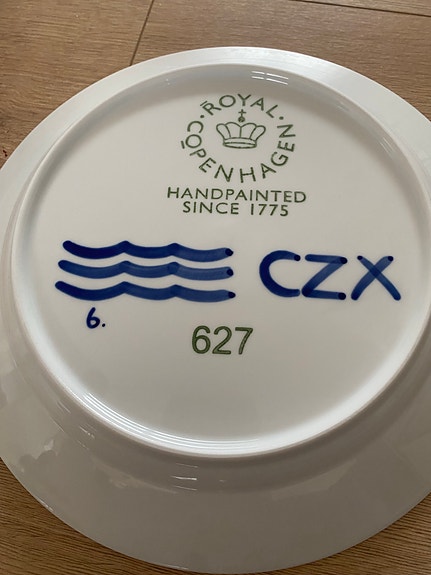 ROYAL COPENHAGEN
HANDPAINTED
SINCE 1775
CZX
6.
627